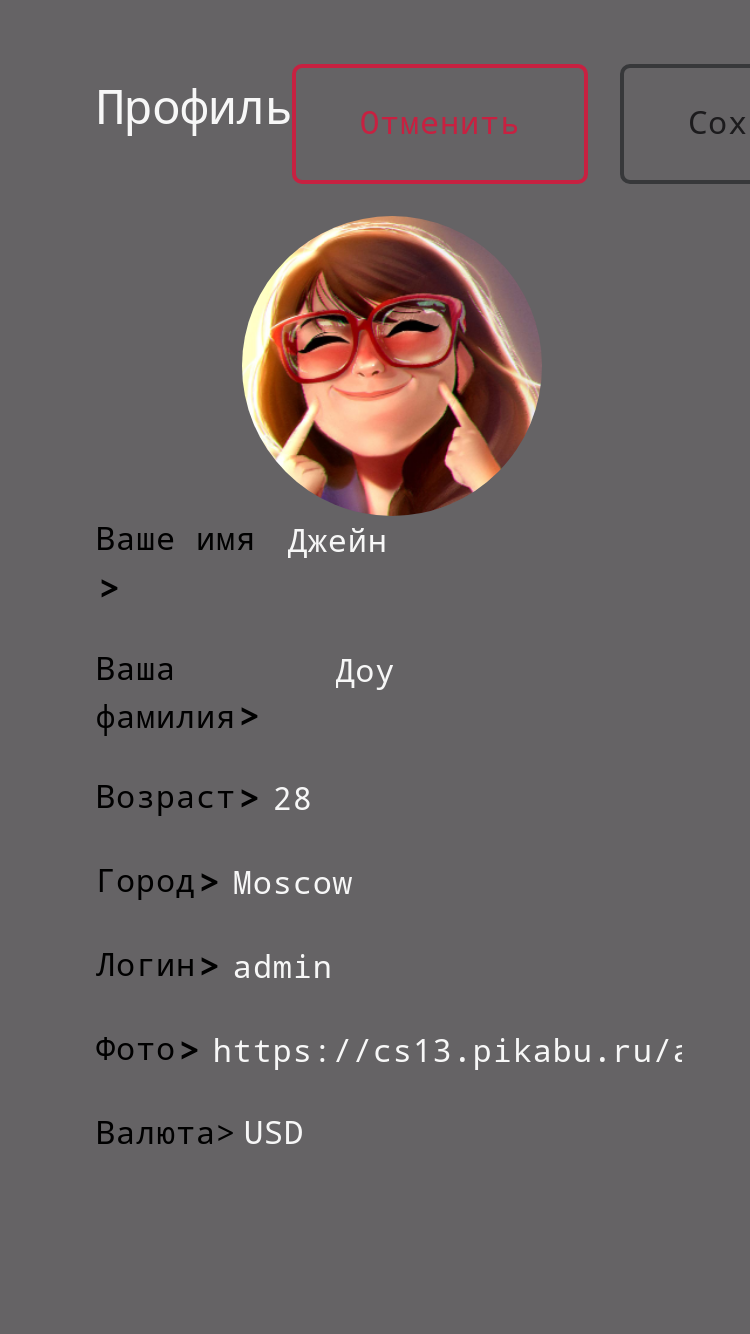 Профиль Отменить Сох
Ваше имя Джейн
>
Ваша Доу
фамилия>
Возраст> 28
Город> Moscow
Логин> admin
Фото> https://cs13.pikabu.ru/a
Валюта> USD